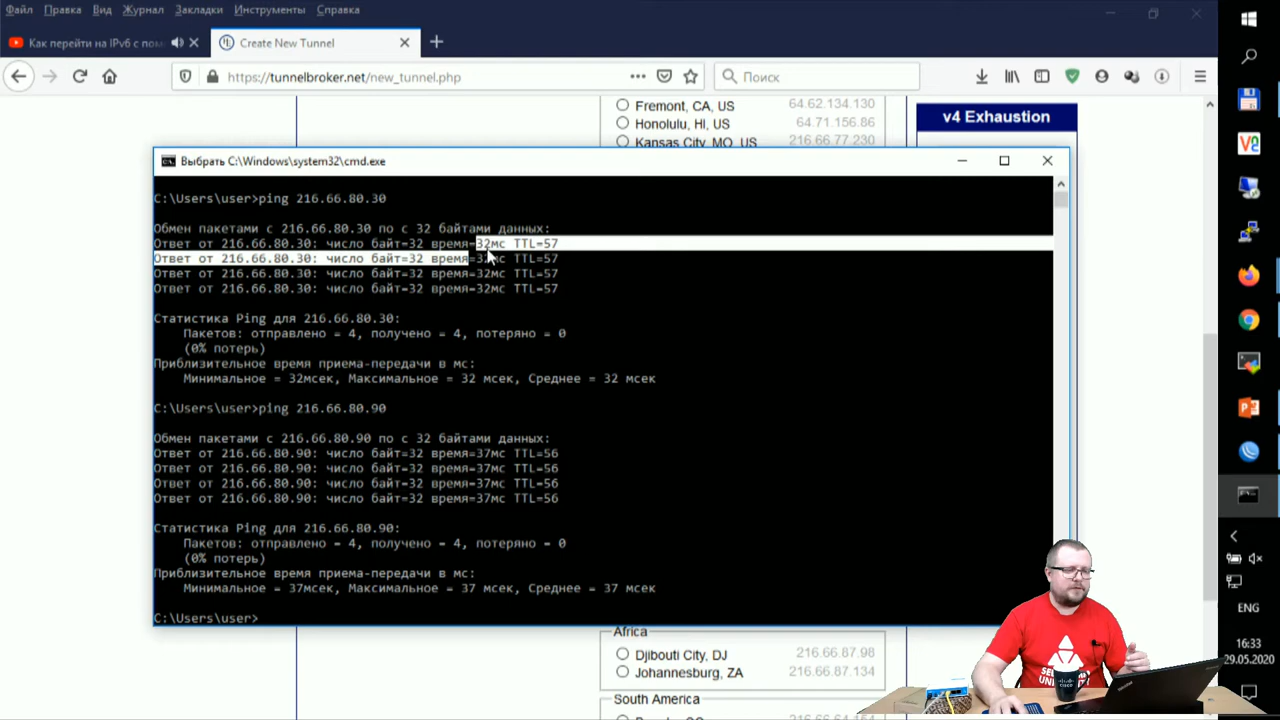 Файл Правка Вид Журнал Закладки Инструменты Справка
Как перейти на IPv6 с пом
Create New Tunnel
https://tunnelbroker.net/new_tunnel.php
Поиск
Fremont, CA, US 64.62.134.130
Honolulu, HI, US 64.71.156.86
Kansas City, MO, US 216.66.77.230
v4 Exhaustion
Выбрать C:\Windows\system32\cmd.exe
C:\Users\user>ping 216.66.80.30
Обмен пакетами с 216.66.80.30 по с 32 байтами данных:
Ответ от 216.66.80.30: число байт=32 время=32мс TTL=57
Ответ от 216.66.80.30: число байт=32 время=32мс TTL=57
Ответ от 216.66.80.30: число байт=32 время=32мс TTL=57
Ответ от 216.66.80.30: число байт=32 время=32мс TTL=57
Статистика Ping для 216.66.80.30:
Пакетов: отправлено = 4, получено = 4, потеряно = 0
(0% потерь)
Приблизительное время приема-передачи в мс:
Минимальное = 32мсек, Максимальное = 32 мсек, Среднее = 32 мсек
C:\Users\user>ping 216.66.80.90
Обмен пакетами с 216.66.80.90 по с 32 байтами данных:
Ответ от 216.66.80.90: число байт=32 время=37мс TTL=56
Ответ от 216.66.80.90: число байт=32 время=37мс TTL=56
Ответ от 216.66.80.90: число байт=32 время=37мс TTL=56
Ответ от 216.66.80.90: число байт=32 время=37мс TTL=56
Статистика Ping для 216.66.80.90:
Пакетов: отправлено = 4, получено = 4, потеряно = 0
(0% потерь)
Приблизительное время приема-передачи в мс:
Минимальное = 37мсек, Максимальное = 37 мсек, Среднее = 37 мсек
C:\Users\user>
Africa
Djibouti City, DJ 216.66.87.98
Johannesburg, ZA 216.66.87.134
South America
ENG
16:33
29.05.2020